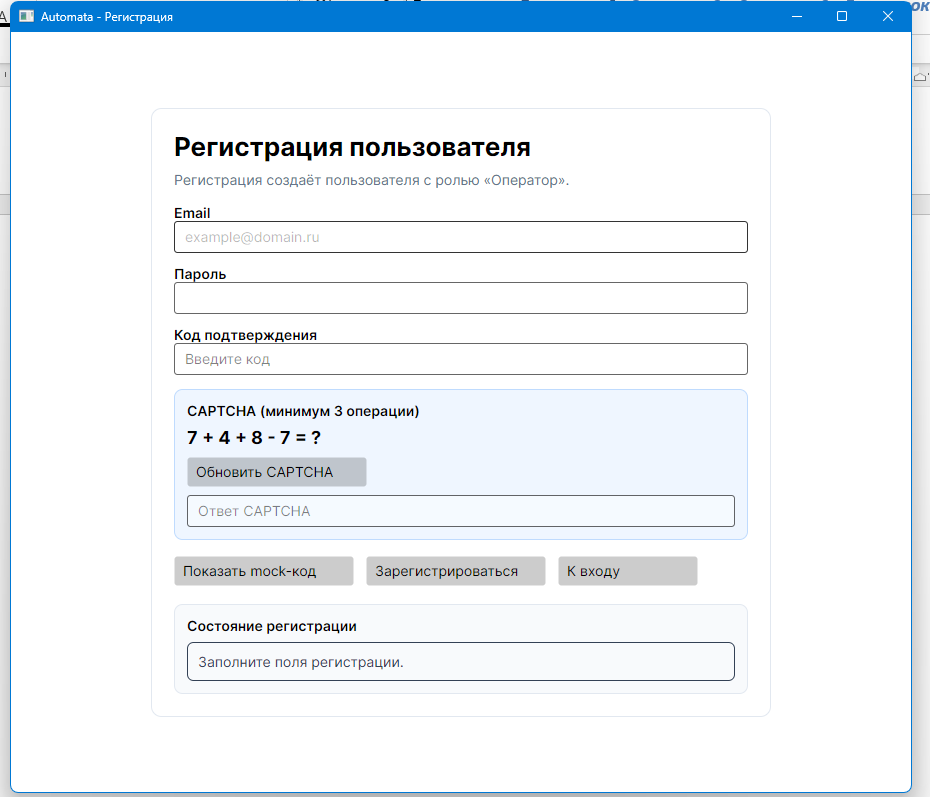 Automata - Регистрация
Регистрация пользователя
Регистрация создаёт пользователя с ролью «Оператор».
Email
example@domain.ru
Пароль
Код подтверждения
Введите код
CAPTCHA (минимум 3 операции)
7 + 4 + 8 - 7 = ?
Обновить CAPTCHA
Ответ CAPTCHA
Показать mock-код Зарегистрироваться К входу
Состояние регистрации
Заполните поля регистрации.